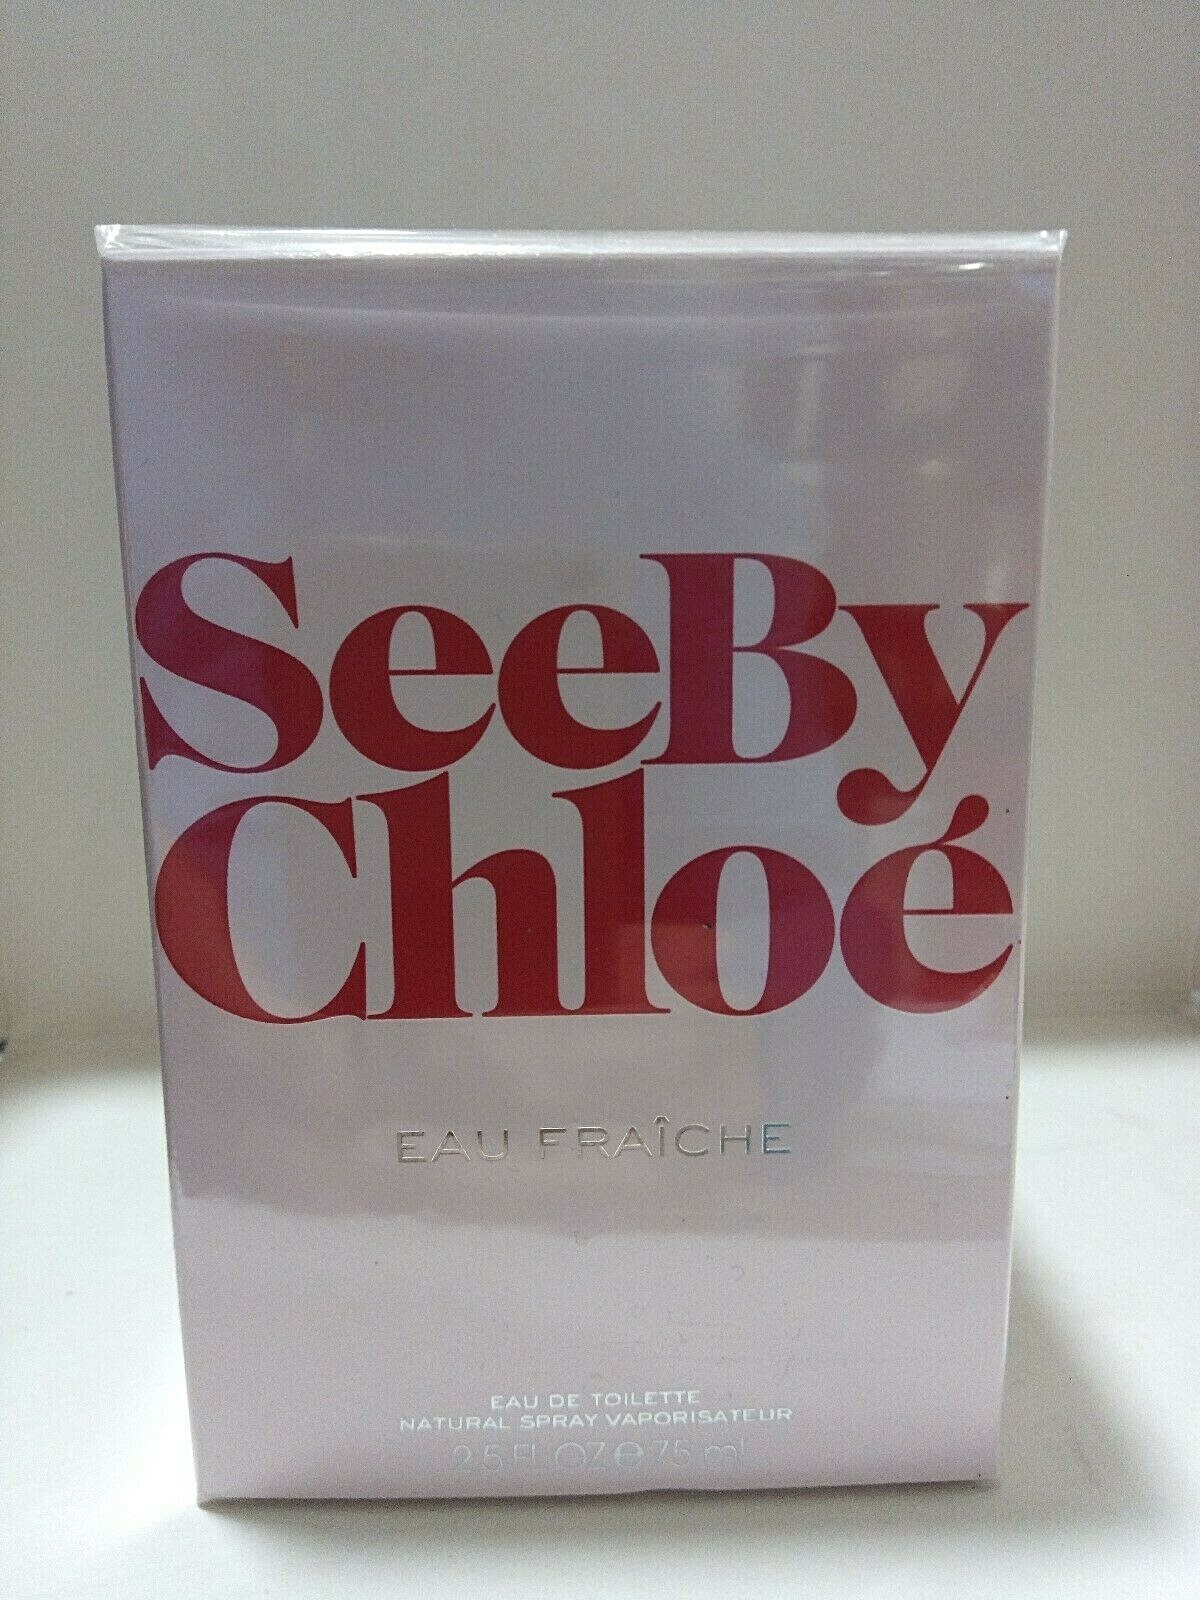 SeeBy
Chloé
EAU FRAÎCHE
EAU DE TOILETTE
NATURAL SPRAY VAPORISATEUR
2.5 FL OZ ℮ 75 ml